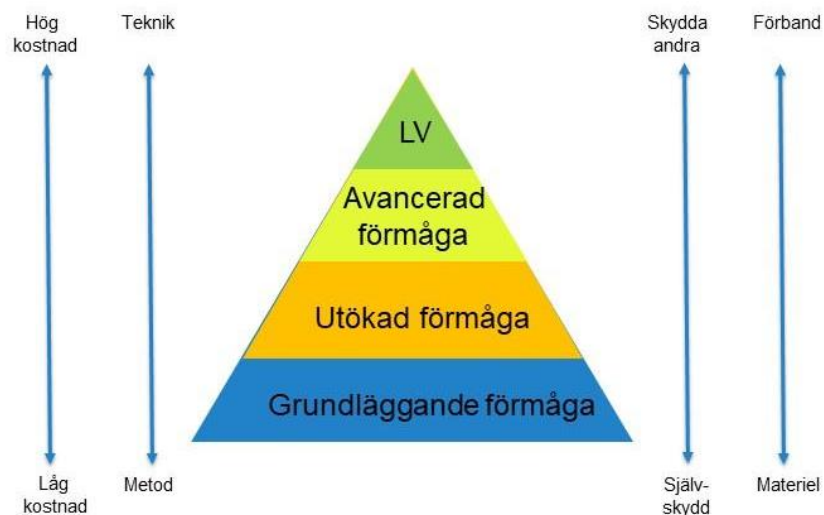 Hög
kostnad
Teknik
Skydda
andra
Förband
LV
Avancerad
förmåga
Utökad förmåga
Grundläggande förmåga
Låg
kostnad
Metod
Själv-
skydd
Materiel